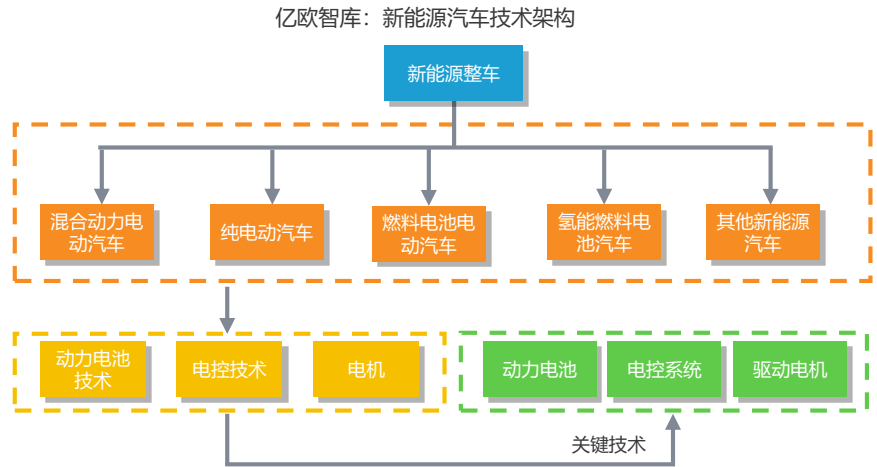 亿欧智库：新能源汽车技术架构
新能源整车
混合动力电
动汽车
纯电动汽车
燃料电池电
动汽车
氢能燃料电
池汽车
其他新能源
汽车
动力电池
技术
电控技术
电机
动力电池
电控系统
驱动电机
关键技术